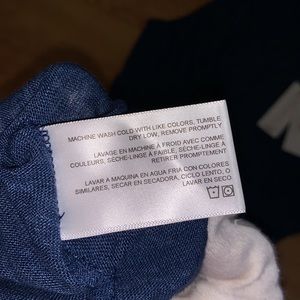 MACHINE WASH COLD WITH LIKE COLORS, TUMBLE
DRY LOW, REMOVE PROMPTLY
LAVAGE EN MACHINE À FROID AVEC COMME
COULEURS, SÈCHE-LINGE À FAIBLE, SÈCHE-LINGE À
RETIRER PROMPTEMENT
LAVAR A MAQUINA EN AGUA FRIA CON COLORES
SIMILARES, SECAR EN SECADORA, CICLO LENTO, O
LAVAR EN SECO